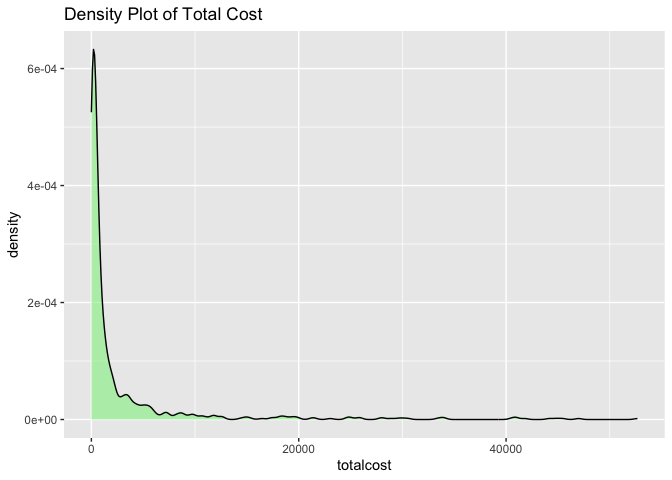 Density Plot of Total Cost
6e-04
4e-04
2e-04
0e+00
density
0
20000
40000
totalcost